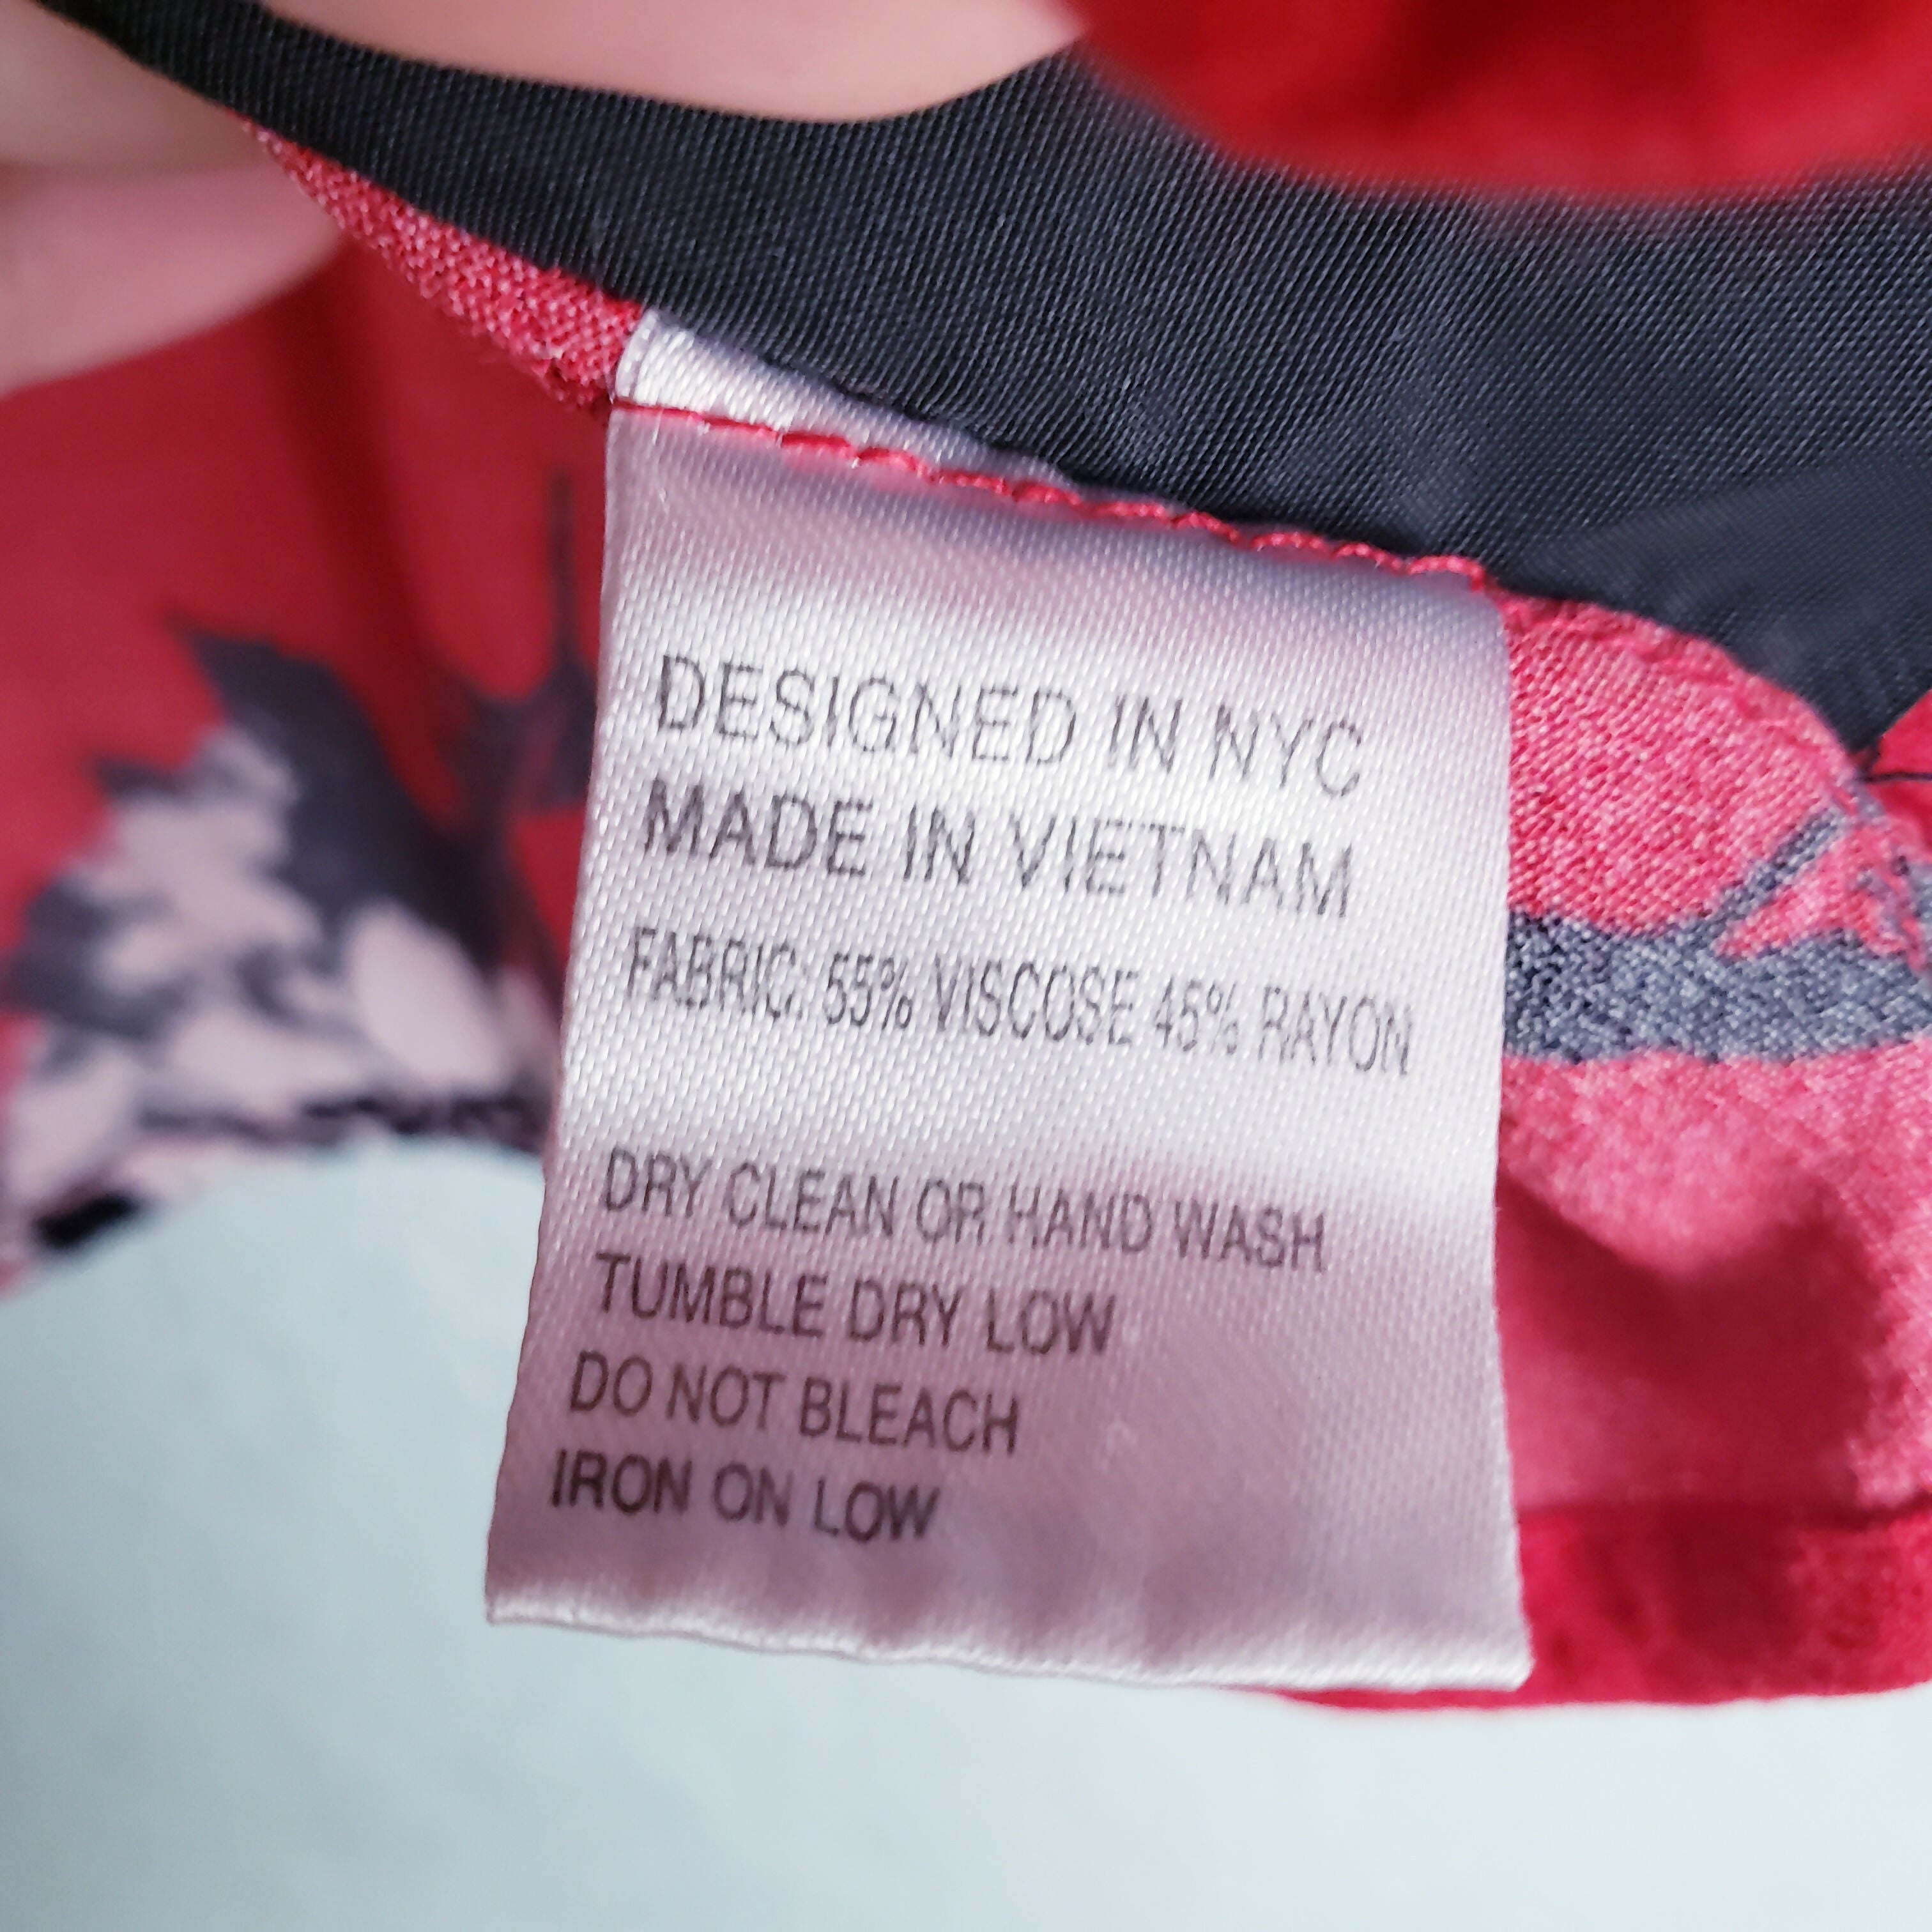 DESIGNED IN NYC
MADE IN VIETNAM
FABRIC: 55% VISCOSE 45% RAYON
DRY CLEAN OR HAND WASH
TUMBLE DRY LOW
DO NOT BLEACH
IRON ON LOW